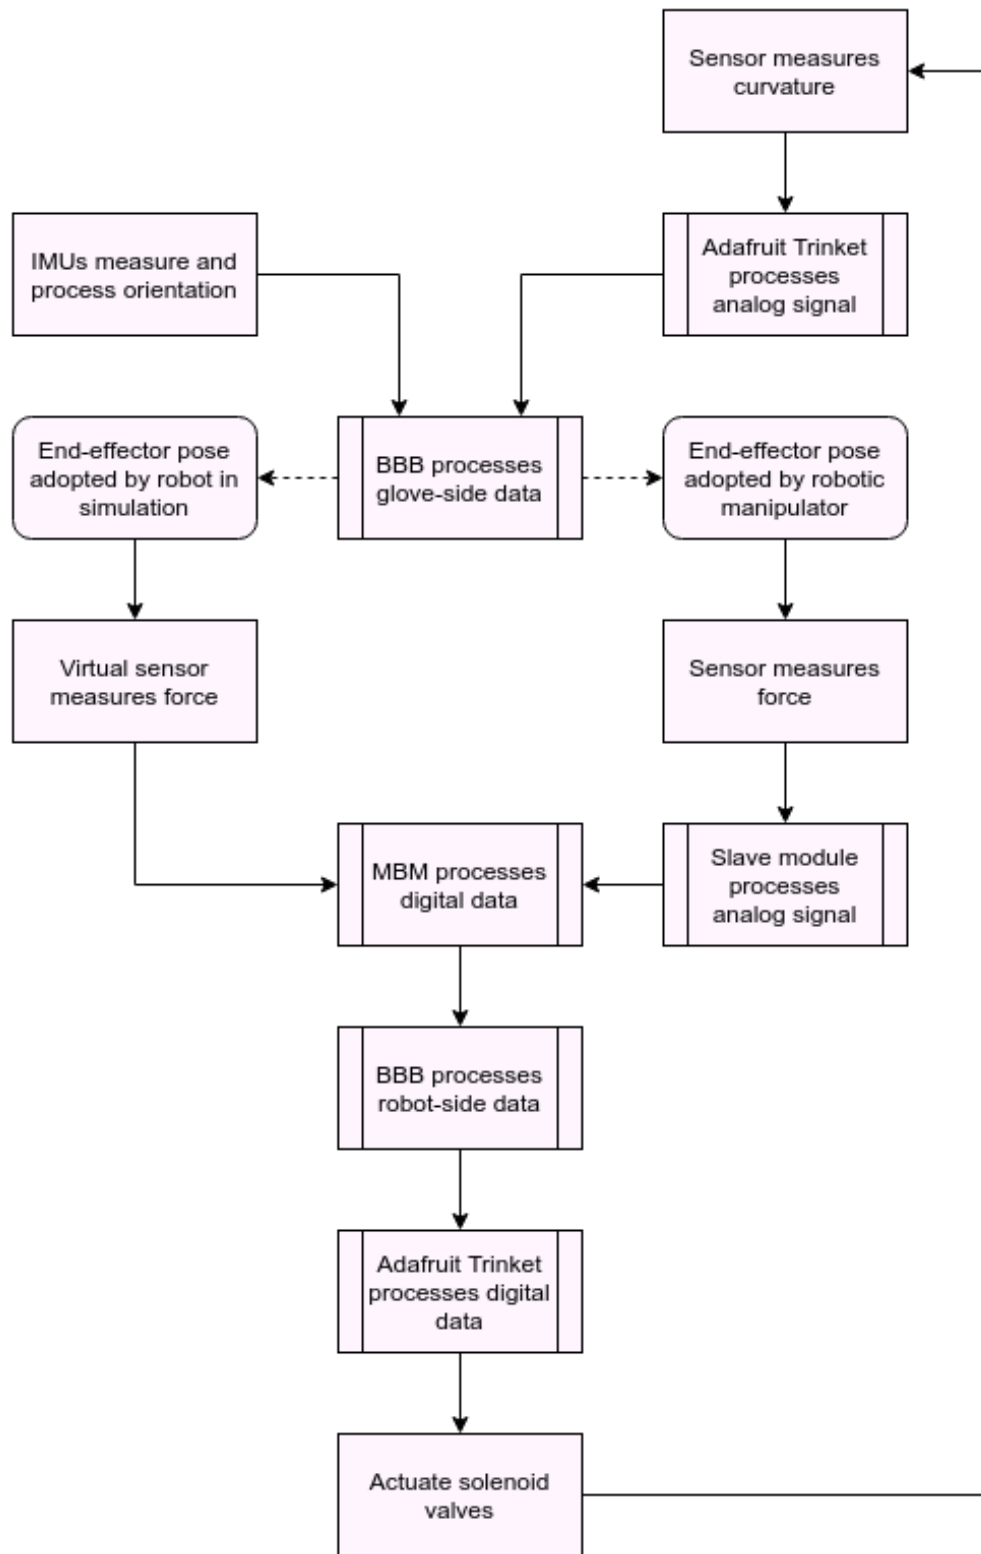 Sensor measures
curvature
IMUs measure and
process orientation
Adafruit Trinket
processes
analog signal
End-effector pose
adopted by robot in
simulation
BBB processes
glove-side data
End-effector pose
adopted by robotic
manipulator
Virtual sensor
measures force
Sensor measures
force
MBM processes
digital data
Slave module
processes
analog signal
BBB processes
robot-side data
Adafruit Trinket
processes digital
data
Actuate solenoid
valves